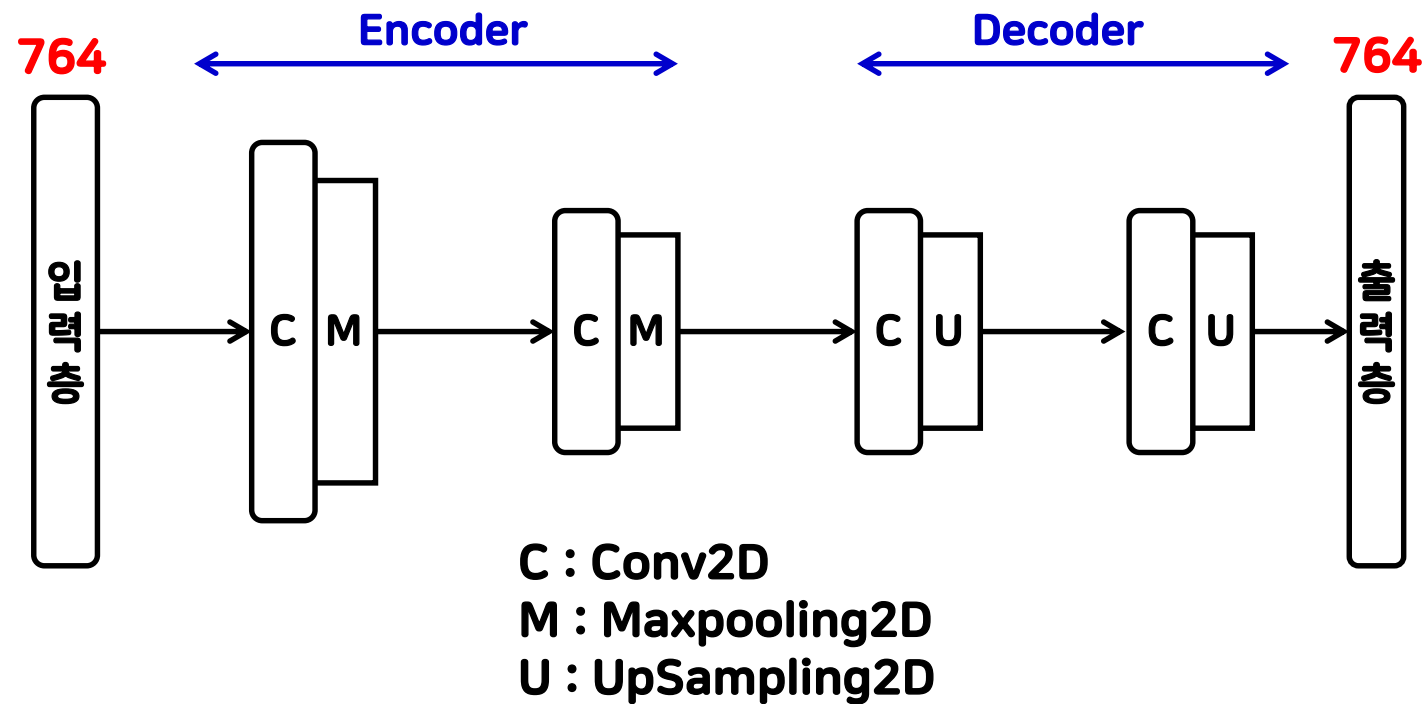 Encoder
Decoder
764
764
입력층
C M
C M
C U
C U
출력층
C : Conv2D
M : Maxpooling2D
U : UpSampling2D